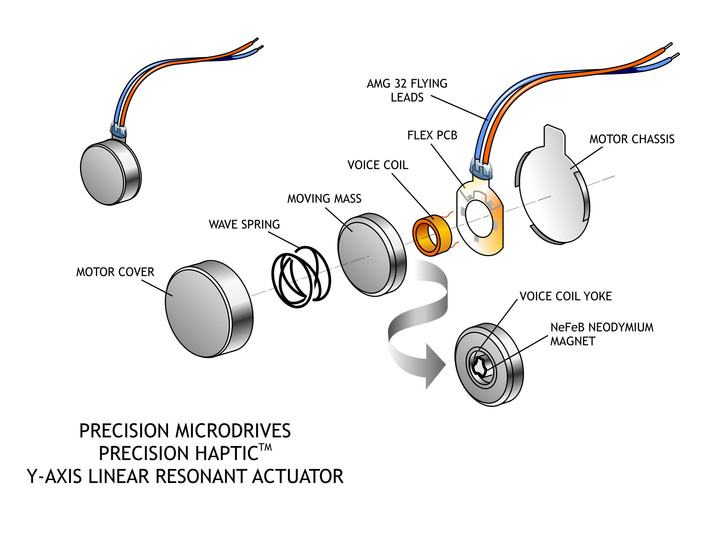 AMG 32 FLYING
LEADS
FLEX PCB
MOTOR CHASSIS
VOICE COIL
MOVING MASS
WAVE SPRING
MOTOR COVER
VOICE COIL YOKE
NeFeB NEODYMIUM
MAGNET
PRECISION MICRODRIVES
PRECISION HAPTIC™
Y-AXIS LINEAR RESONANT ACTUATOR